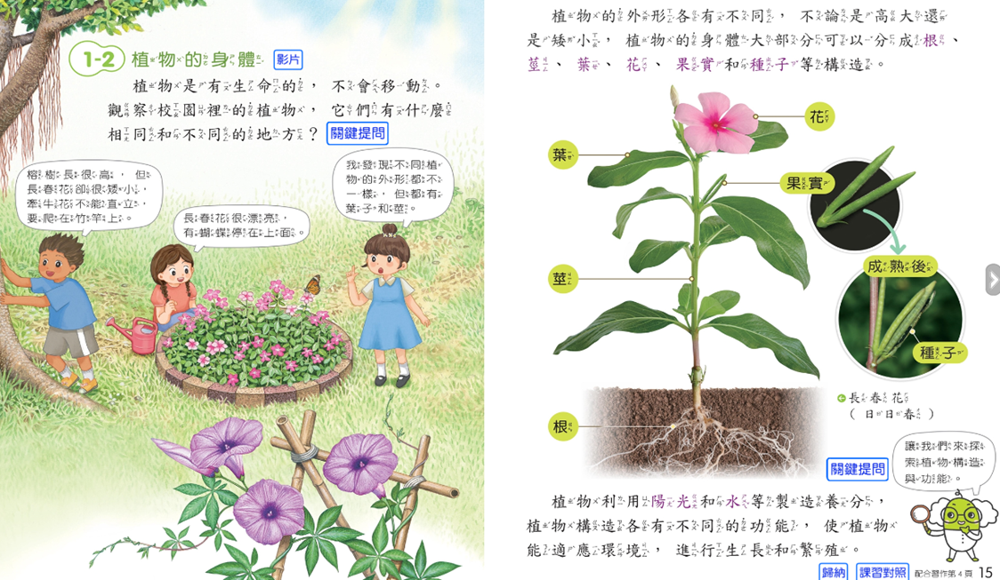 1-2 植物的身體 影片
植物是有生命的，不會移動。
觀察校園裡的植物，它們有什麼
相同和不同的地方？ 關鍵提問
榕樹長很高，但
長春花卻很矮小，
牽牛花不能直立，
要爬在竹竿上。
長春花很漂亮，
有蝴蝶停在上面。
我發現不同植
物的外形都不
一樣，但都有
葉子和莖。
植物的外形各有不同，不論是高大還
是矮小，植物的身體大部分可以分成根、
莖、葉、花、果實和種子等構造。
花
葉
果實
莖
成熟後
種子
根
長春花
（日日春）
讓我們來探
索植物構造
與功能。
關鍵提問
植物利用陽光和水等製造養分，
植物構造各有不同的功能，使植物
能適應環境，進行生長和繁殖。
歸納 課習對照 配合習作第4頁 15